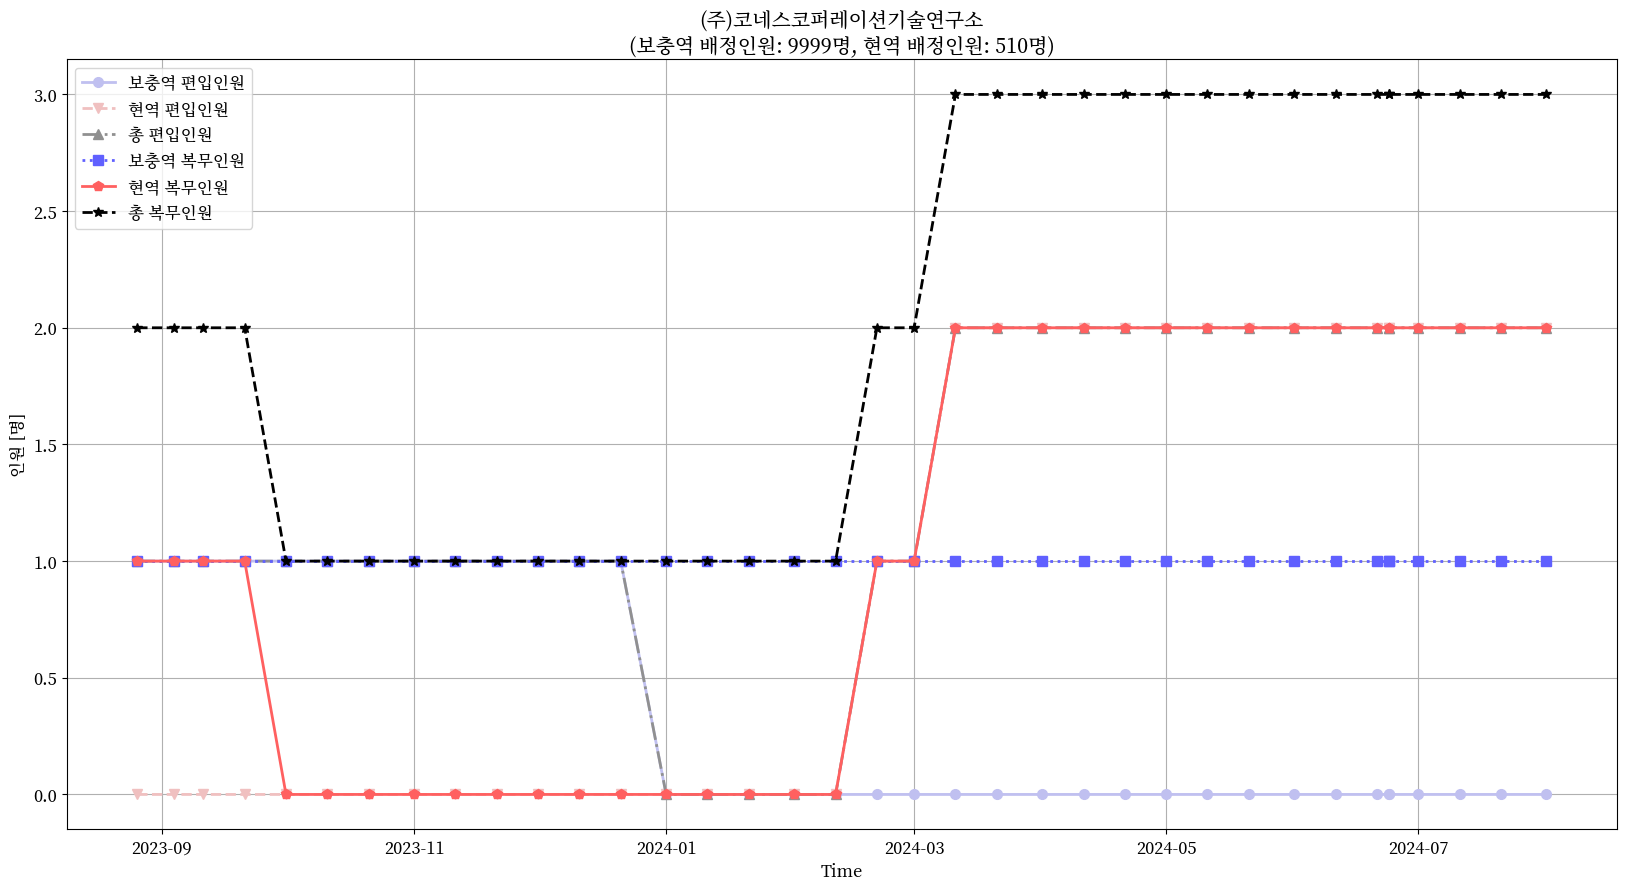 (주)코네스코퍼레이션기술연구소
(보충역 배정인원: 9999명, 현역 배정인원: 510명)
보충역 편입인원
현역 편입인원
총 편입인원
보충역 복무인원
현역 복무인원
총 복무인원
인원 [명]
3.0
2.5
2.0
1.5
1.0
0.5
0.0
2023-09
2023-11
2024-01
2024-03
2024-05
2024-07
Time